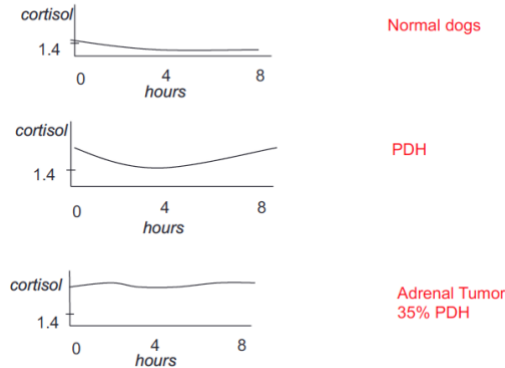 cortisol
Normal dogs
1.4
0 4 8
hours
cortisol
PDH
1.4
0 4 8
hours
cortisol
Adrenal Tumor
35% PDH
1.4
0 4 8
hours